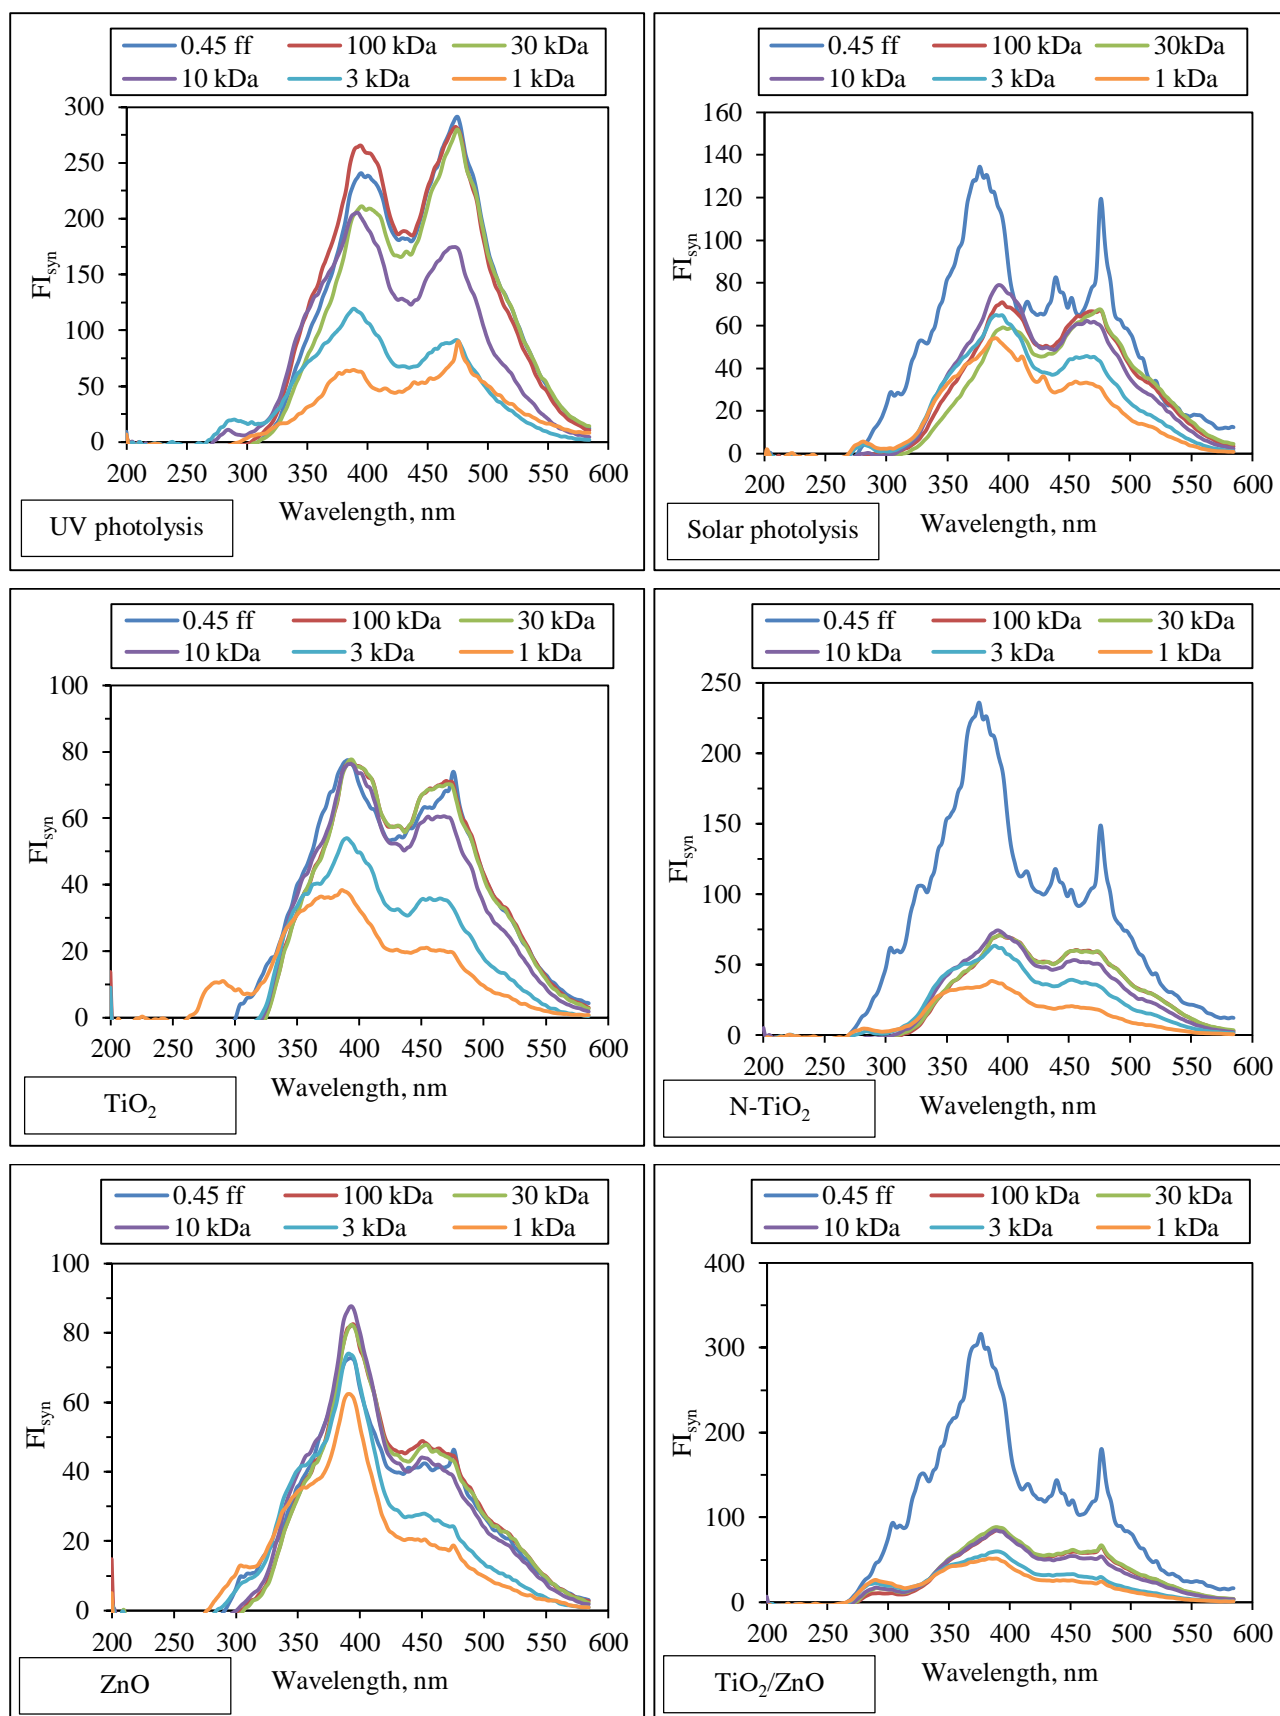 0.45 ff 100 kDa 30 kDa
10 kDa 3 kDa 1 kDa
300
250
200
150
100
50
0
FIsyn
200 250 300 350 400 450 500 550 600
Wavelength, nm
UV photolysis
0.45 ff 100 kDa 30kDa
10 kDa 3 kDa 1 kDa
160
140
120
100
80
60
40
20
0
FIsyn
200 250 300 350 400 450 500 550 600
Wavelength, nm
Solar photolysis
0.45 ff 100 kDa 30 kDa
10 kDa 3 kDa 1 kDa
100
80
60
40
20
0
FIsyn
200 250 300 350 400 450 500 550 600
Wavelength, nm
TiO2
0.45 ff 100 kDa 30 kDa
10 kDa 3 kDa 1 kDa
250
200
150
100
50
0
FIsyn
200 250 300 350 400 450 500 550 600
Wavelength, nm
N-TiO2
0.45 ff 100 kDa 30 kDa
10 kDa 3 kDa 1 kDa
100
80
60
40
20
0
FIsyn
200 250 300 350 400 450 500 550 600
Wavelength, nm
ZnO
0.45 ff 100 kDa 30 kDa
10 kDa 3 kDa 1 kDa
400
300
200
100
0
FIsyn
200 250 300 350 400 450 500 550 600
Wavelength, nm
TiO2/ZnO